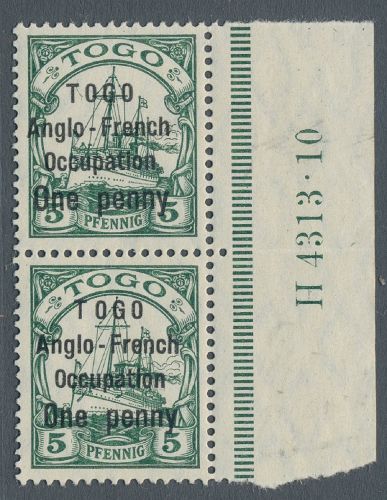 TOGO
TOGO
Anglo-French
Occupation
One penny
5 PFENNIG 5
TOGO
TOGO
Anglo-French
Occupation
One penny
5 PFENNIG 5
H 4313·10